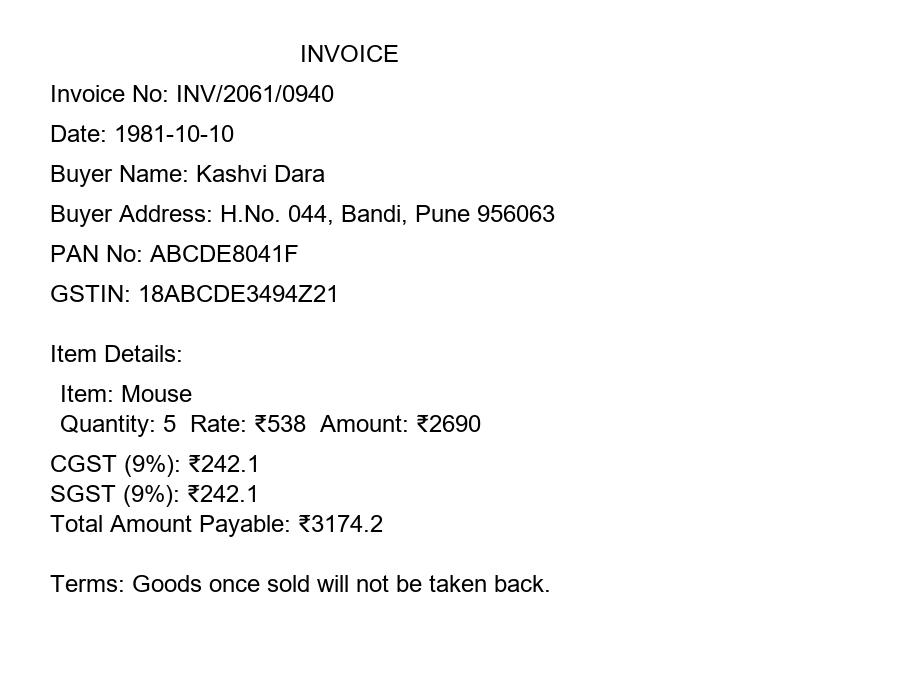 INVOICE
Invoice No: INV/2061/0940
Date: 1981-10-10
Buyer Name: Kashvi Dara
Buyer Address: H.No. 044, Bandi, Pune 956063
PAN No: ABCDE8041F
GSTIN: 18ABCDE3494Z21
Item Details:
Item: Mouse
Quantity: 5  Rate: ₹538  Amount: ₹2690
CGST (9%): ₹242.1
SGST (9%): ₹242.1
Total Amount Payable: ₹3174.2
Terms: Goods once sold will not be taken back.